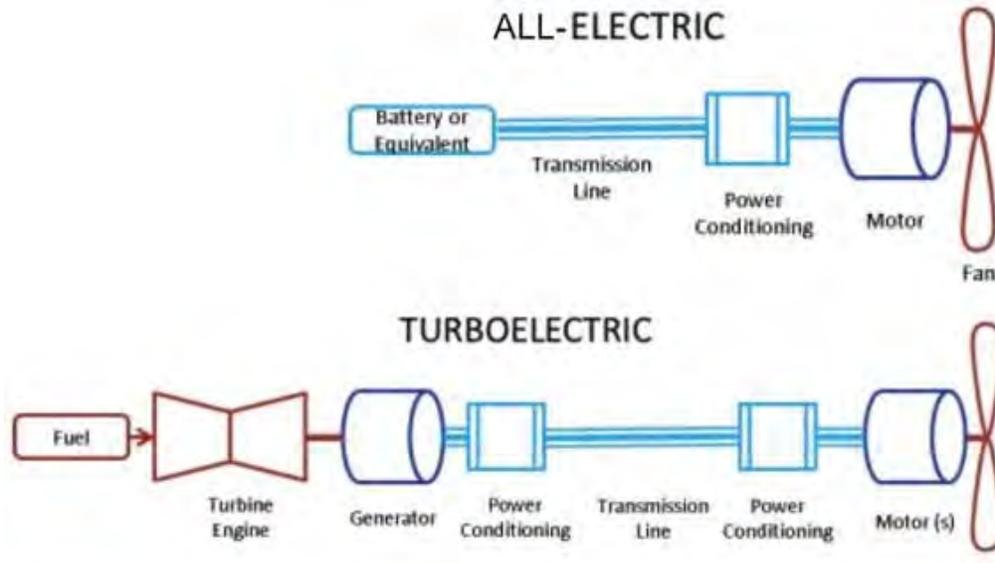 ALL-ELECTRIC
Battery or
Equivalent
Transmission
Line
Power
Conditioning
Motor
Fan
TURBOELECTRIC
Fuel
Turbine
Engine
Generator
Power
Conditioning
Transmission
Line
Power
Conditioning
Motor (s)